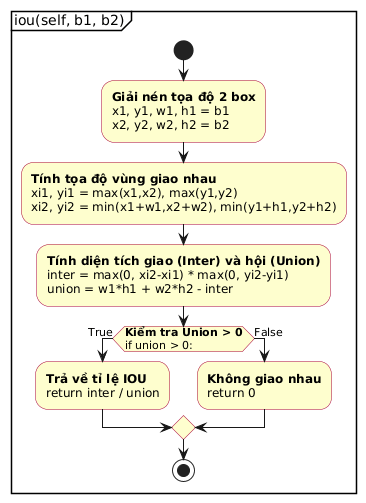 iou(self, b1, b2)
Giải nén tọa độ 2 box
x1, y1, w1, h1 = b1
x2, y2, w2, h2 = b2
Tính tọa độ vùng giao nhau
xi1, yi1 = max(x1,x2), max(y1,y2)
xi2, yi2 = min(x1+w1,x2+w2), min(y1+h1,y2+h2)
Tính diện tích giao (Inter) và hội (Union)
inter = max(0, xi2-xi1) * max(0, yi2-yi1)
union = w1*h1 + w2*h2 - inter
True
Kiểm tra Union > 0
if union > 0:
False
Trả về tỉ lệ IOU
return inter / union
Không giao nhau
return 0